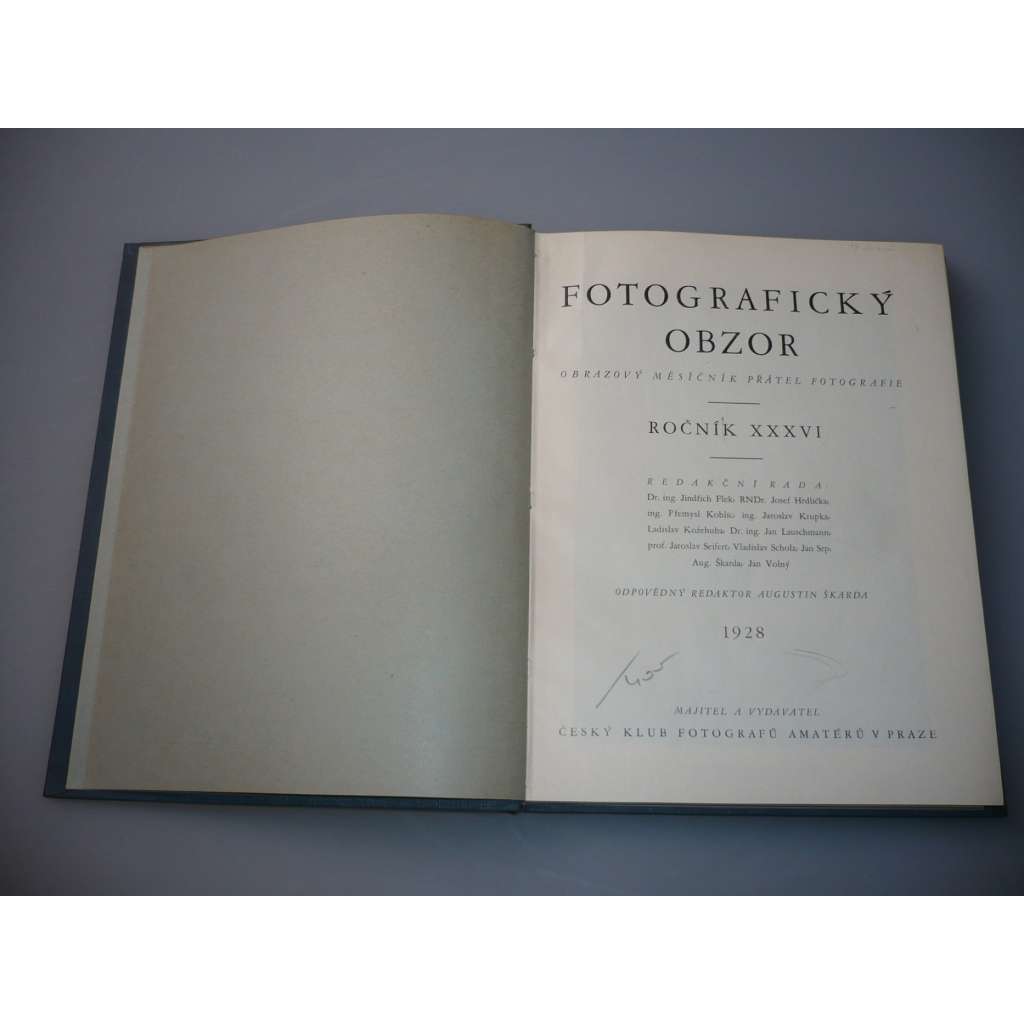 FOTOGRAFICKÝ
OBZOR
OBRAZOVÝ MĚSÍČNÍK PŘÁTEL FOTOGRAFIE
ROČNÍK XXXVI
REDAKČNÍ RADA:
Dr. ing. Jindřich Flek, RNDr. Josef Hrdlička,
ing. Přemysl Koblic, ing. Jaroslav Krupka,
Ladislav Kožehuba, Dr. ing. Jan Lauschmann,
prof. Jaroslav Seifert, Vladislav Schola, Jan Srp,
Aug. Škarda, Jan Volný
ODPOVĚDNÝ REDAKTOR AUGUSTIN ŠKARDA
1928
MAJITEL A VYDAVATEL
ČESKÝ KLUB FOTOGRAFŮ AMATÉRŮ V PRAZE